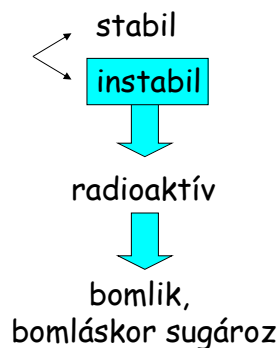 stabil
instabil
radioaktív
bomlik,
bomláskor sugároz